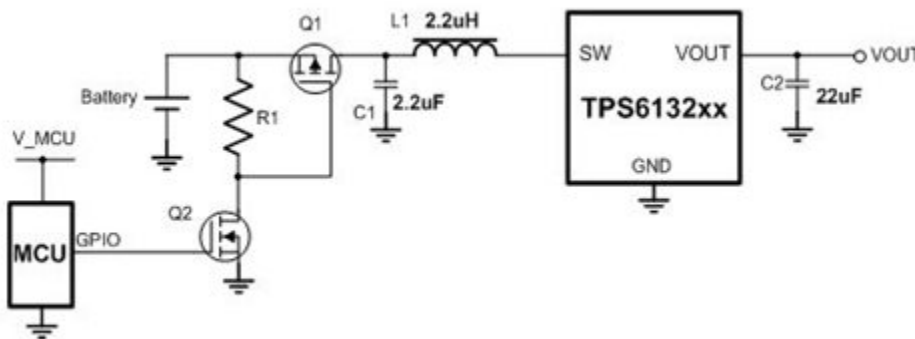 Q1
L1 2.2uH
Battery
R1
C1 2.2uF
SW VOUT
TPS6132xx
GND
C2 22uF
VOUT
V_MCU
MCU
GPIO
Q2